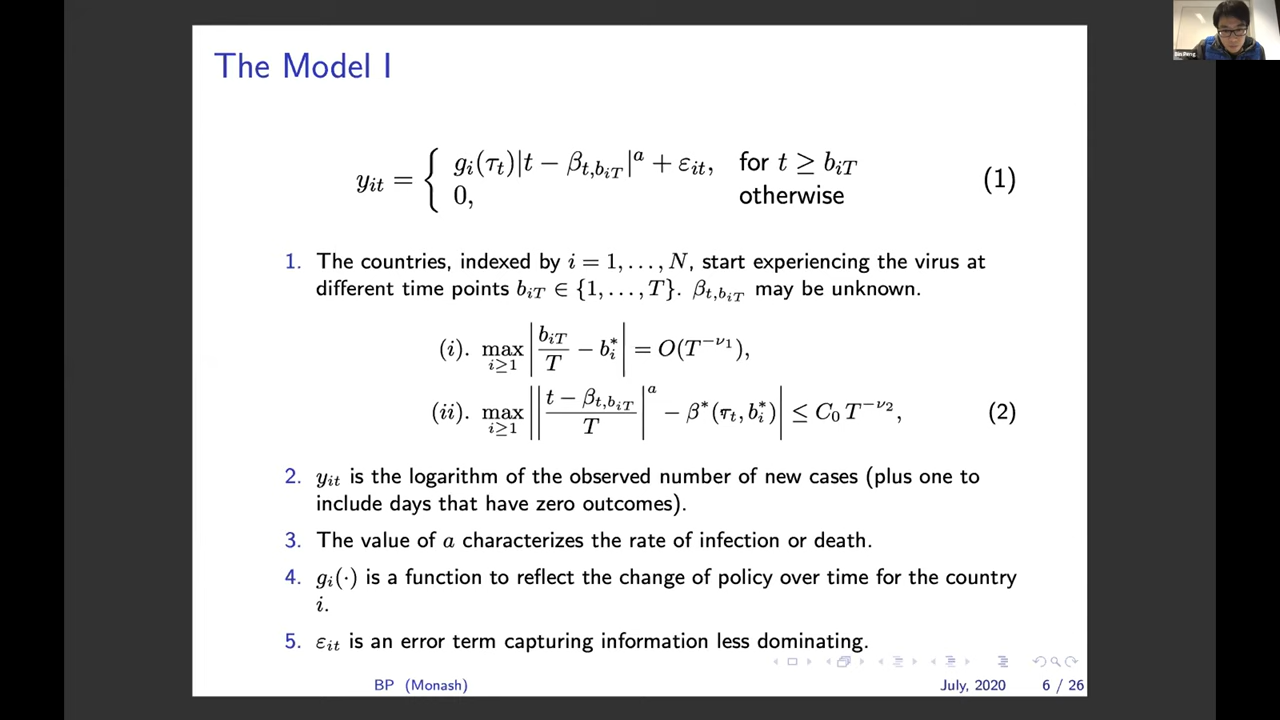 The Model I
y_{it} = { g_i(τ_t)|t − β_{t,b_{iT}}|^a + ε_{it}, for t ≥ b_{iT}
0, otherwise (1)
1. The countries, indexed by i = 1, . . . , N, start experiencing the virus at
different time points b_{iT} ∈ {1, . . . , T}. β_{t,b_{iT}} may be unknown.
(i). max_{i≥1} | b_{iT}/T − b_i^* | = O(T^{−ν_1}),
(ii). max_{i≥1} | | (t − β_{t,b_{iT}})/T |^a − β^*(τ_t, b_i^*) | ≤ C_0 T^{−ν_2}, (2)
2. y_{it} is the logarithm of the observed number of new cases (plus one to
include days that have zero outcomes).
3. The value of a characterizes the rate of infection or death.
4. g_i(·) is a function to reflect the change of policy over time for the country
i.
5. ε_{it} is an error term capturing information less dominating.
BP (Monash) July, 2020 6 / 26
Bin Peng